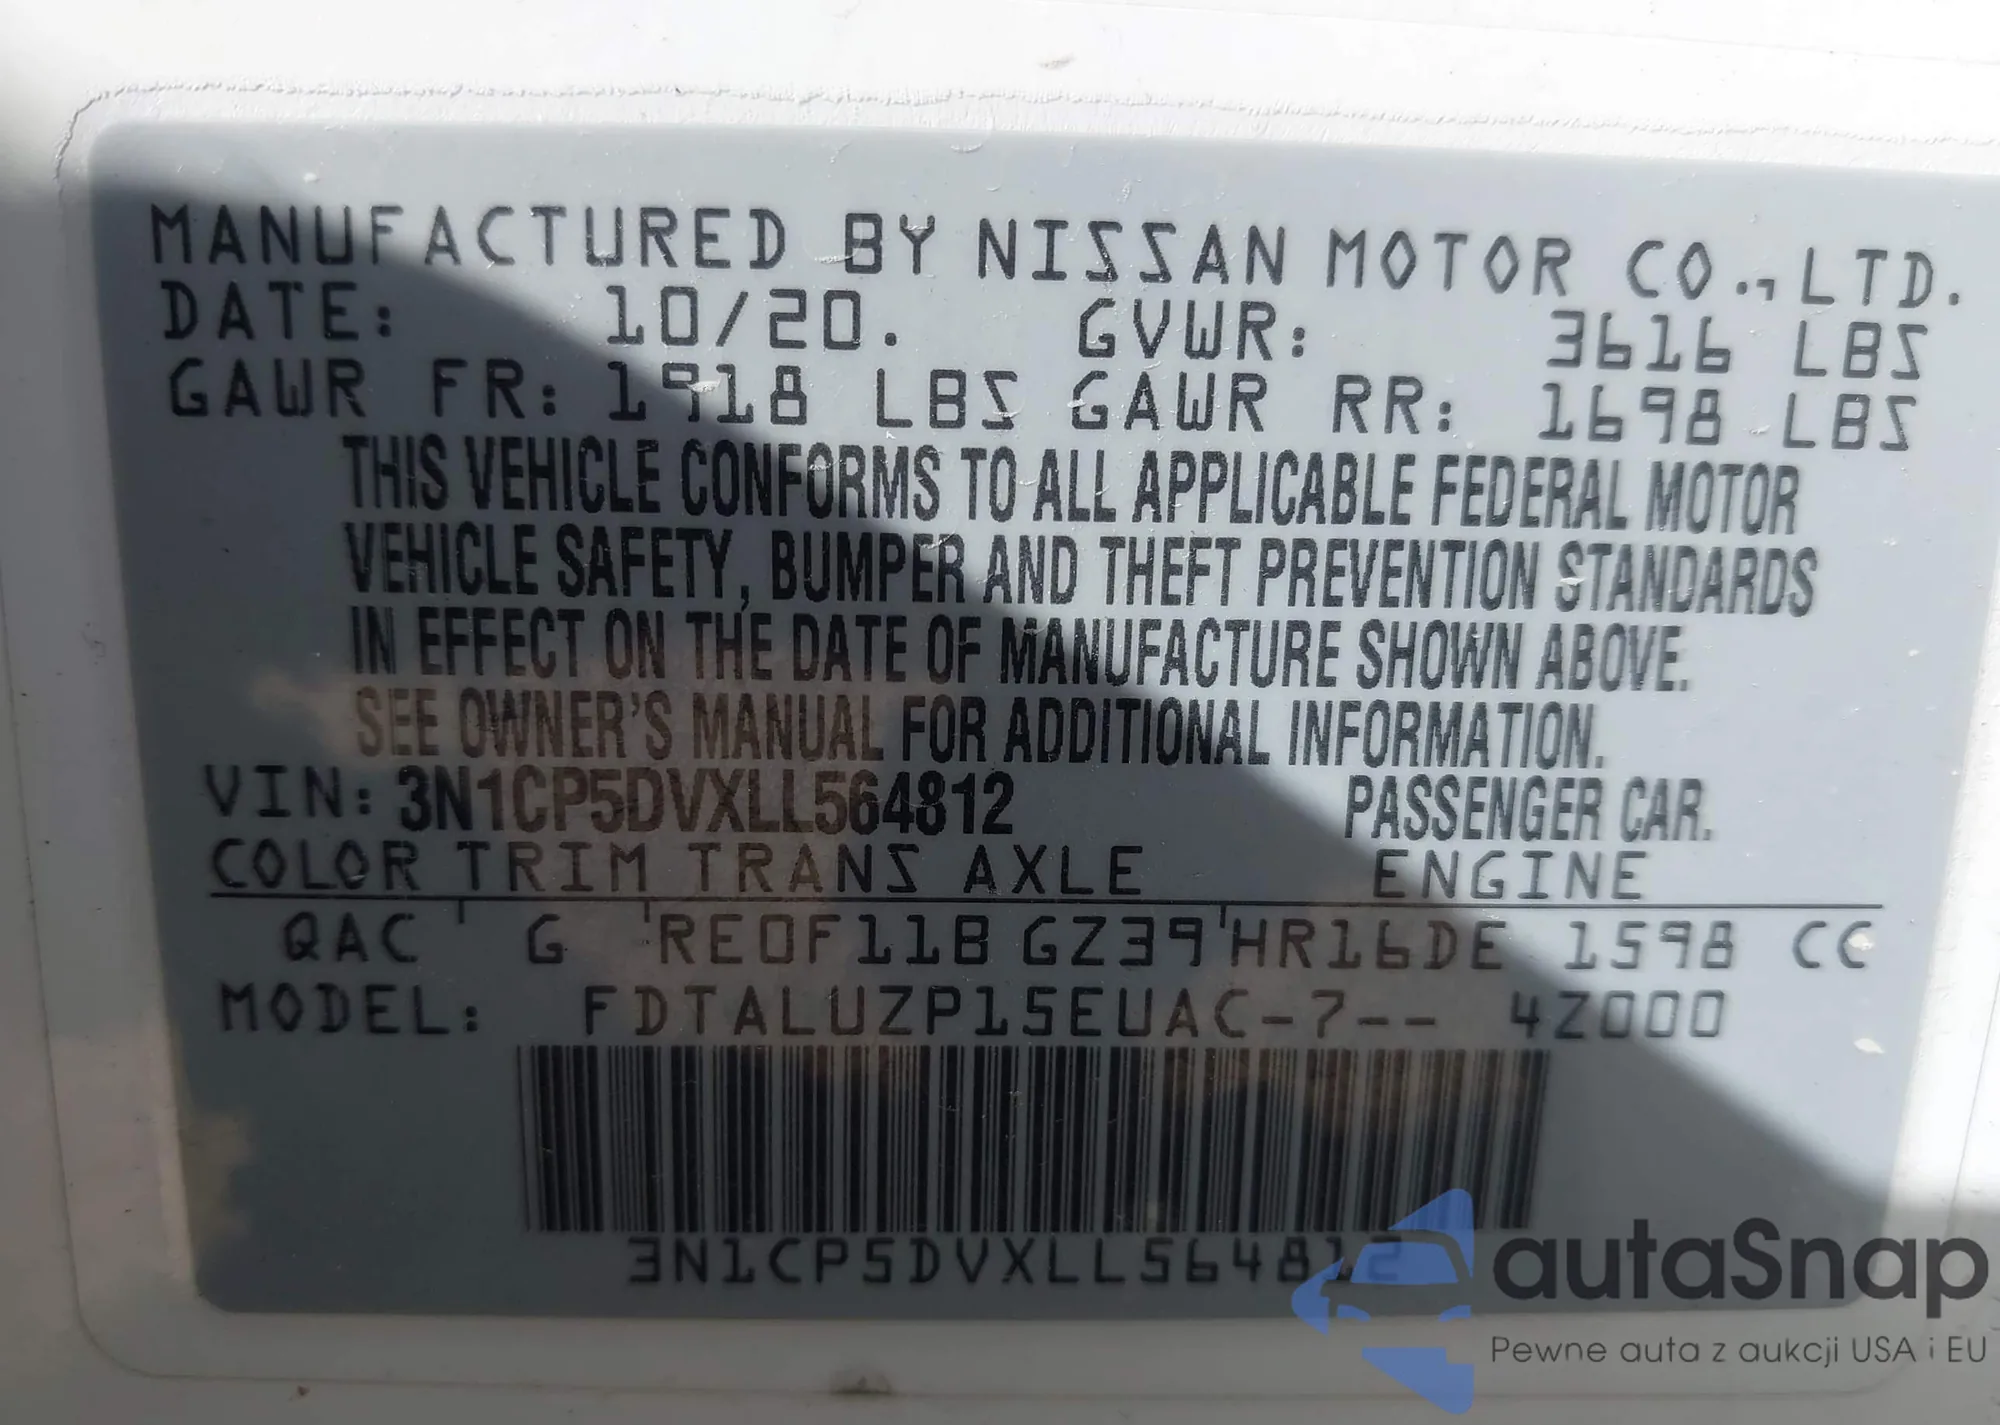 MANUFACTURED BY NISSAN MOTOR CO.,LTD.
DATE: 10/20. GVWR: 3616 LBS
GAWR FR: 1918 LBS GAWR RR: 1698 LBS
THIS VEHICLE CONFORMS TO ALL APPLICABLE FEDERAL MOTOR
VEHICLE SAFETY, BUMPER AND THEFT PREVENTION STANDARDS
IN EFFECT ON THE DATE OF MANUFACTURE SHOWN ABOVE.
SEE OWNER'S MANUAL FOR ADDITIONAL INFORMATION.
VIN: 3N1CP5DVXLL564812 PASSENGER CAR.
COLOR TRIM TRANS AXLE ENGINE
QAC G RE0F11B GZ39 HR16DE 1598 CC
MODEL: FDTALUZP15EUAC-7-- 4Z000
3N1CP5DVXLL564812
autaSnap
Pewne auta z aukcji USA i EU